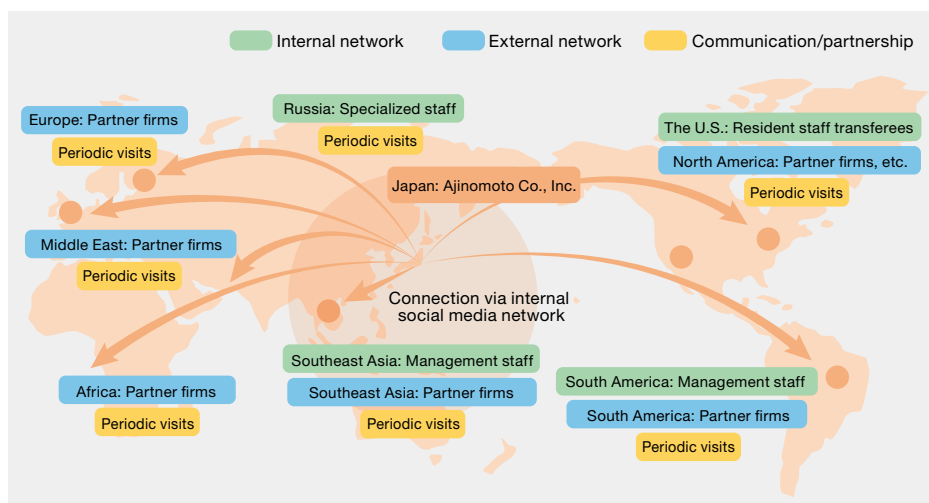 Internal network
External network
Communication/partnership
Europe: Partner firms
Periodic visits
Russia: Specialized staff
Periodic visits
The U.S.: Resident staff transferees
North America: Partner firms, etc.
Periodic visits
Japan: Ajinomoto Co., Inc.
Middle East: Partner firms
Periodic visits
Connection via internal
social media network
Africa: Partner firms
Periodic visits
Southeast Asia: Management staff
Southeast Asia: Partner firms
Periodic visits
South America: Management staff
South America: Partner firms
Periodic visits